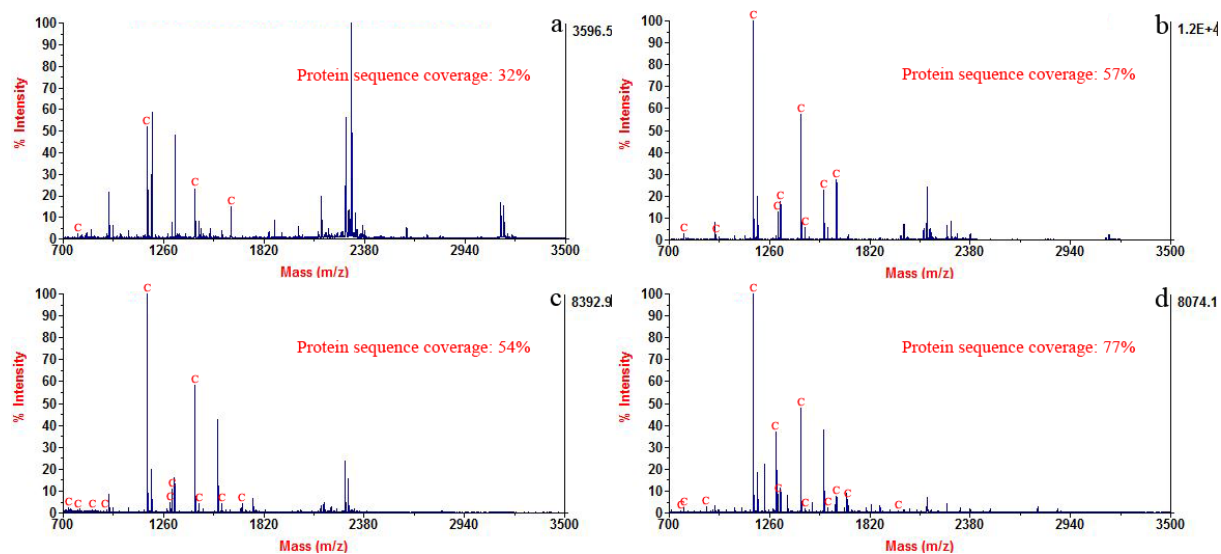 a
3596.5
% Intensity
100
90
80
70
60
50
40
30
20
10
0
Protein sequence coverage: 32%
C
C
C
C
700 1260 1820 2380 2940 3500
Mass (m/z)
b
1.2E+4
% Intensity
100
90
80
70
60
50
40
30
20
10
0
Protein sequence coverage: 57%
C
C
C
C
C
C
C
C
C
700 1260 1820 2380 2940 3500
Mass (m/z)
c
8392.9
% Intensity
100
90
80
70
60
50
40
30
20
10
0
Protein sequence coverage: 54%
C
C
C
C
C
C
C
C
C
C
C
700 1260 1820 2380 2940 3500
Mass (m/z)
d
8074.1
% Intensity
100
90
80
70
60
50
40
30
20
10
0
Protein sequence coverage: 77%
C
C
C
C
C
C
C
C
C
C
C
C
700 1260 1820 2380 2940 3500
Mass (m/z)